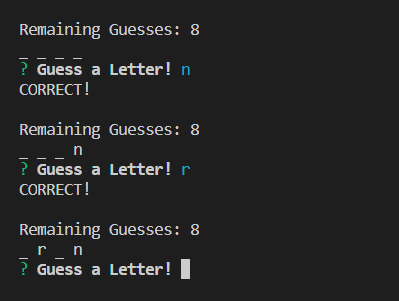 Remaining Guesses: 8
_ _ _ _
? Guess a Letter! n
CORRECT!
Remaining Guesses: 8
_ _ _ n
? Guess a Letter! r
CORRECT!
Remaining Guesses: 8
_ r _ n
? Guess a Letter!